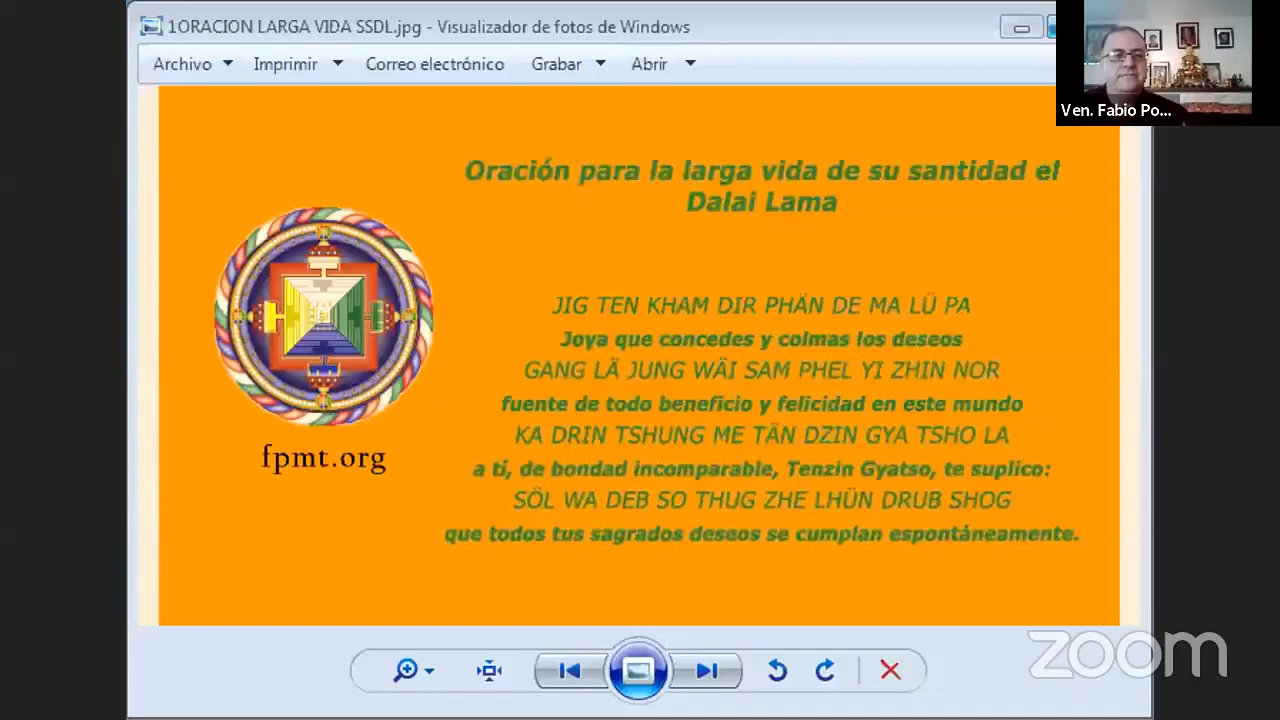 1ORACION LARGA VIDA SSDL.jpg - Visualizador de fotos de Windows
Archivo Imprimir Correo electrónico Grabar Abrir
Ven. Fabio Po...
Oración para la larga vida de su santidad el
Dalai Lama
JIG TEN KHAM DIR PHÄN DE MA LÜ PA
Joya que concedes y colmas los deseos
GANG LÄ JUNG WÄI SAM PHEL YI ZHIN NOR
fuente de todo beneficio y felicidad en este mundo
KA DRIN TSHUNG ME TÄN DZIN GYA TSHO LA
a tí, de bondad incomparable, Tenzin Gyatso, te suplico:
SÖL WA DEB SO THUG ZHE LHÜN DRUB SHOG
que todos tus sagrados deseos se cumplan espontáneamente.
fpmt.org
zoom